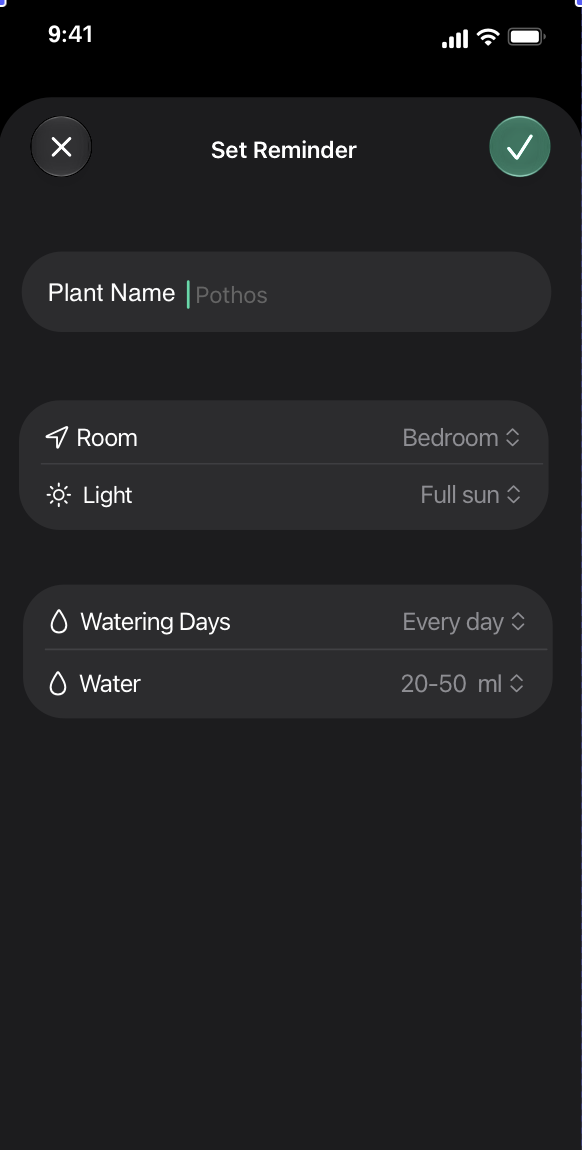 9:41
Set Reminder
Plant Name Pothos
Room Bedroom
Light Full sun
Watering Days Every day
Water 20-50 ml